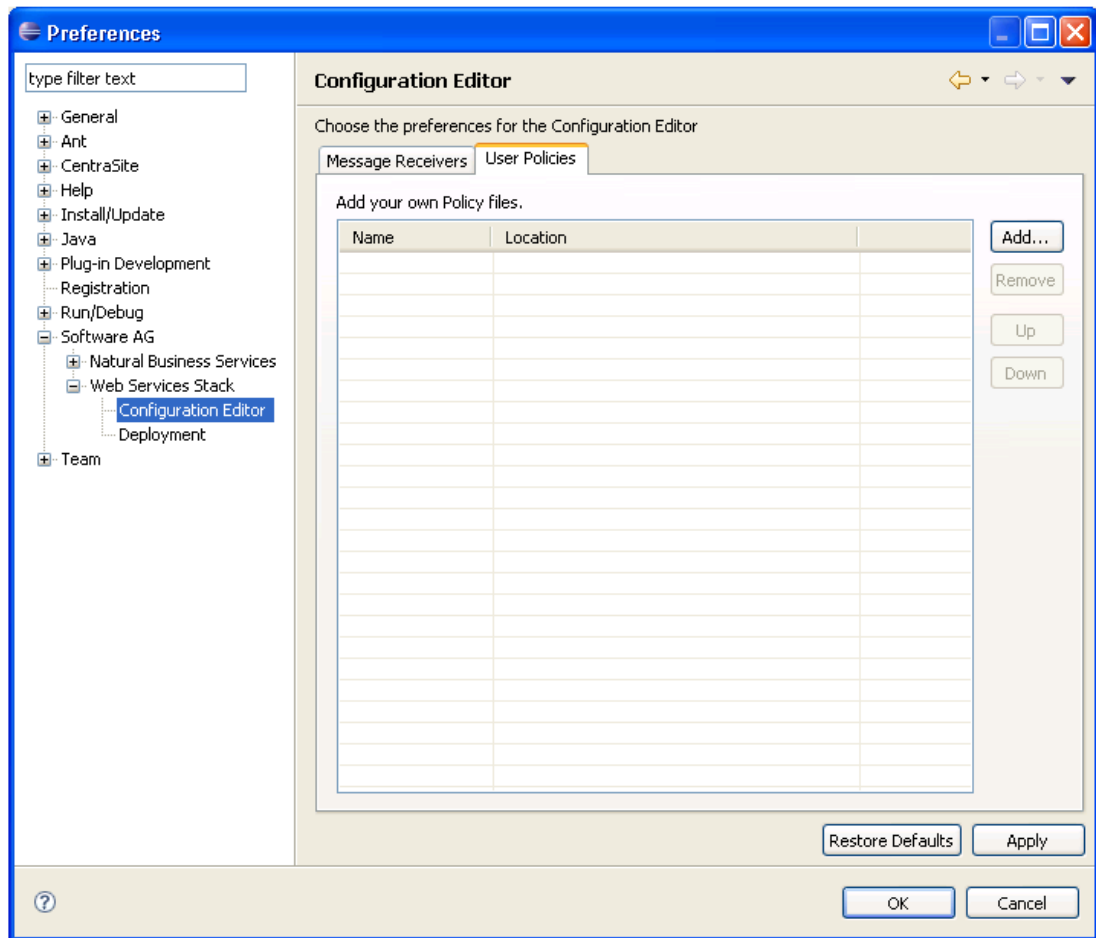 Preferences
type filter text
General
Ant
CentraSite
Help
Install/Update
Java
Plug-in Development
Registration
Run/Debug
Software AG
Natural Business Services
Web Services Stack
Configuration Editor
Deployment
Team
Configuration Editor
Choose the preferences for the Configuration Editor
Message Receivers User Policies
Add your own Policy files.
Name Location
Add...
Remove
Up
Down
Restore Defaults Apply
? OK Cancel